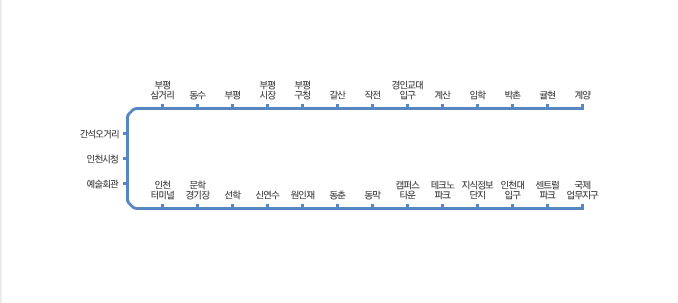 부평
삼거리
동수
부평
부평
시장
부평
구청
갈산
작전
경인교대
입구
계산
임학
박촌
귤현
계양
간석오거리
인천시청
예술회관
인천
터미널
문학
경기장
선학
신연수
원인재
동춘
동막
캠퍼스
타운
테크노
파크
지식정보
단지
인천대
입구
센트럴
파크
국제
업무지구